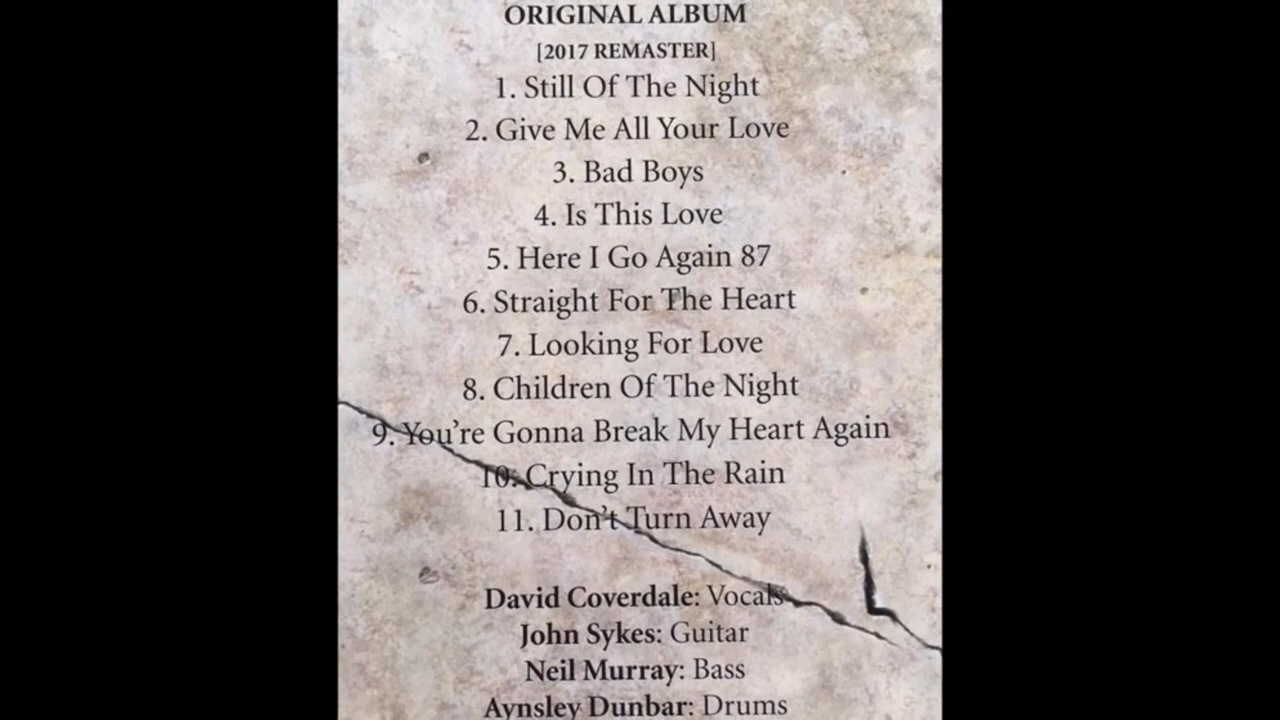 ORIGINAL ALBUM
[2017 REMASTER]
1. Still Of The Night
2. Give Me All Your Love
3. Bad Boys
4. Is This Love
5. Here I Go Again 87
6. Straight For The Heart
7. Looking For Love
8. Children Of The Night
9. You’re Gonna Break My Heart Again
10. Crying In The Rain
11. Don’t Turn Away
David Coverdale: Vocals
John Sykes: Guitar
Neil Murray: Bass
Aynsley Dunbar: Drums